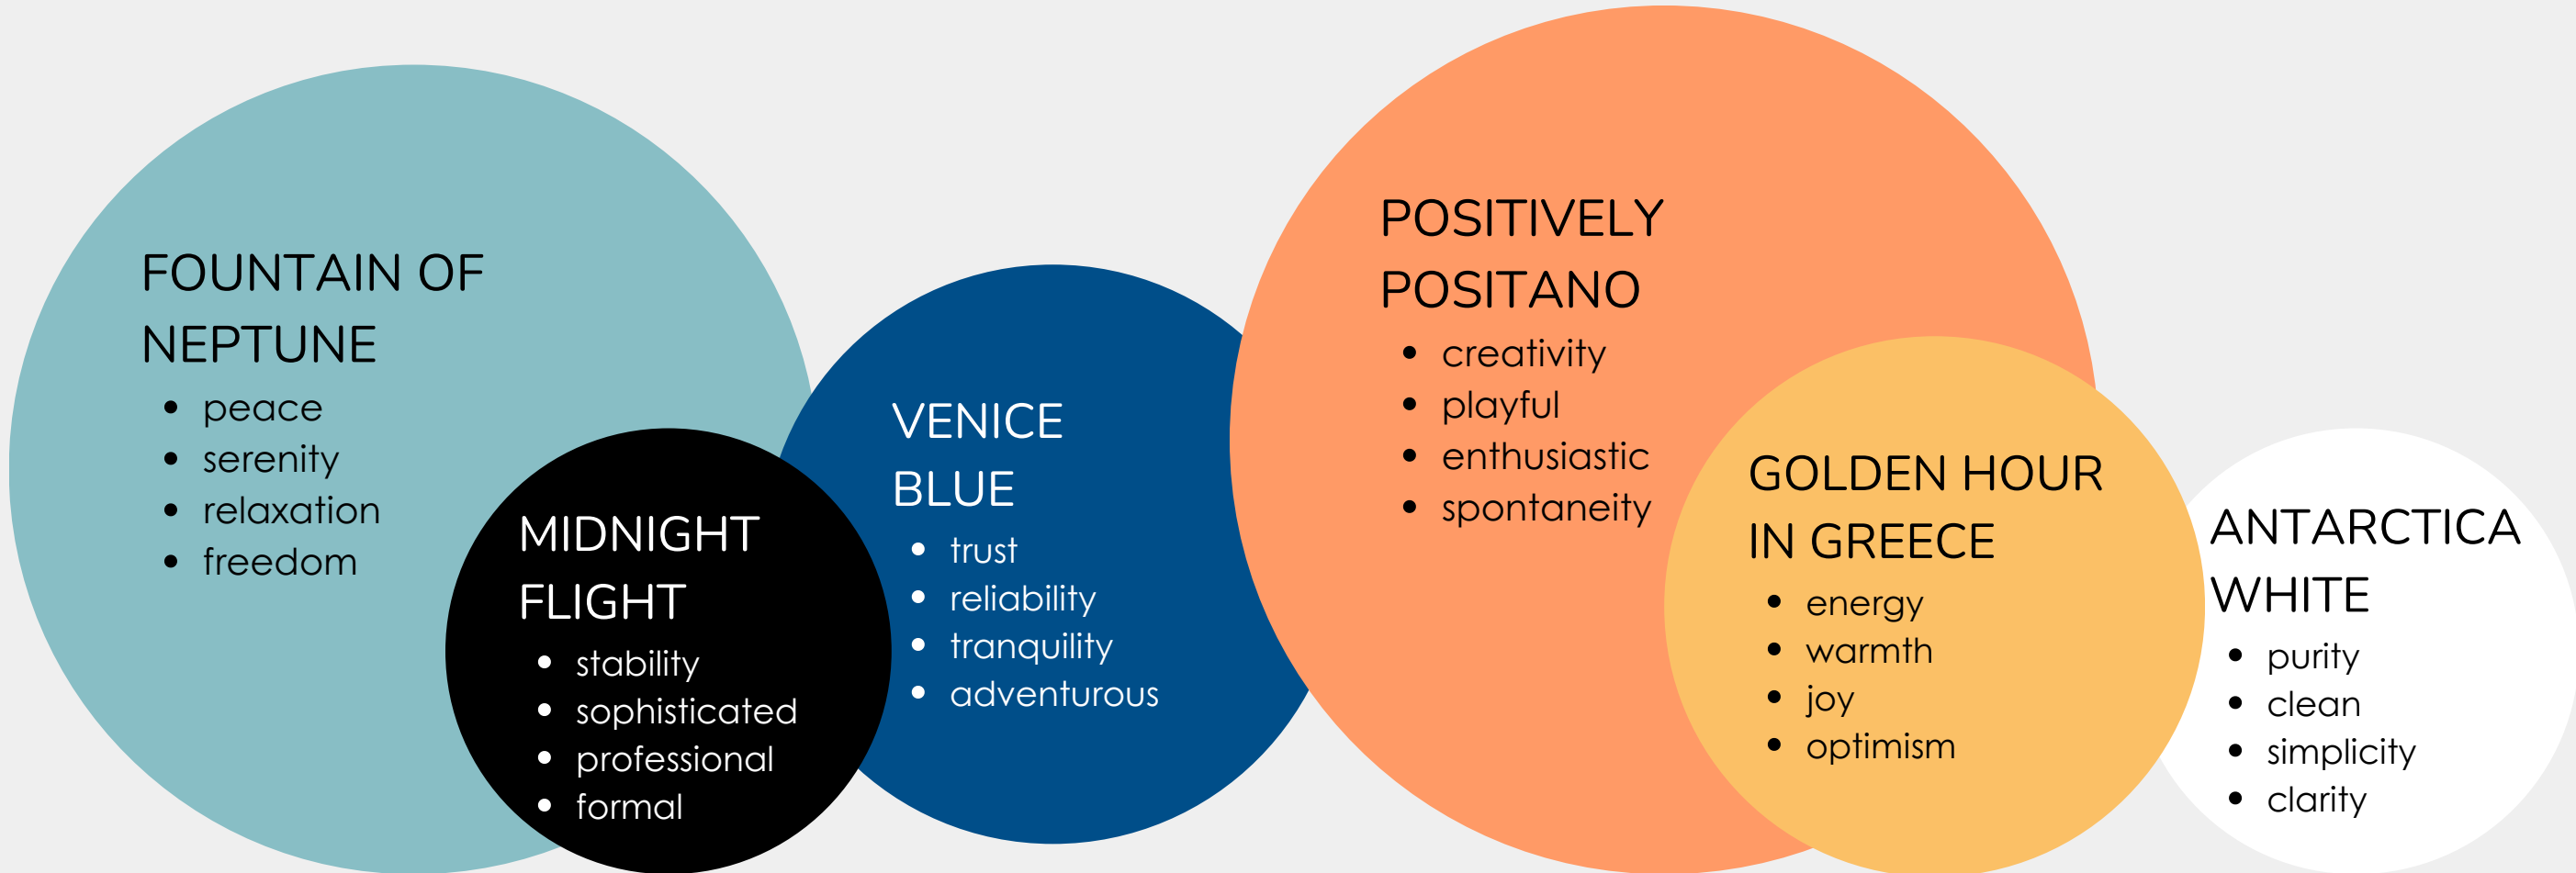 FOUNTAIN OF
NEPTUNE
• peace
• serenity
• relaxation
• freedom
MIDNIGHT
FLIGHT
• stability
• sophisticated
• professional
• formal
VENICE
BLUE
• trust
• reliability
• tranquility
• adventurous
POSITIVELY
POSITANO
• creativity
• playful
• enthusiastic
• spontaneity
GOLDEN HOUR
IN GREECE
• energy
• warmth
• joy
• optimism
ANTARCTICA
WHITE
• purity
• clean
• simplicity
• clarity